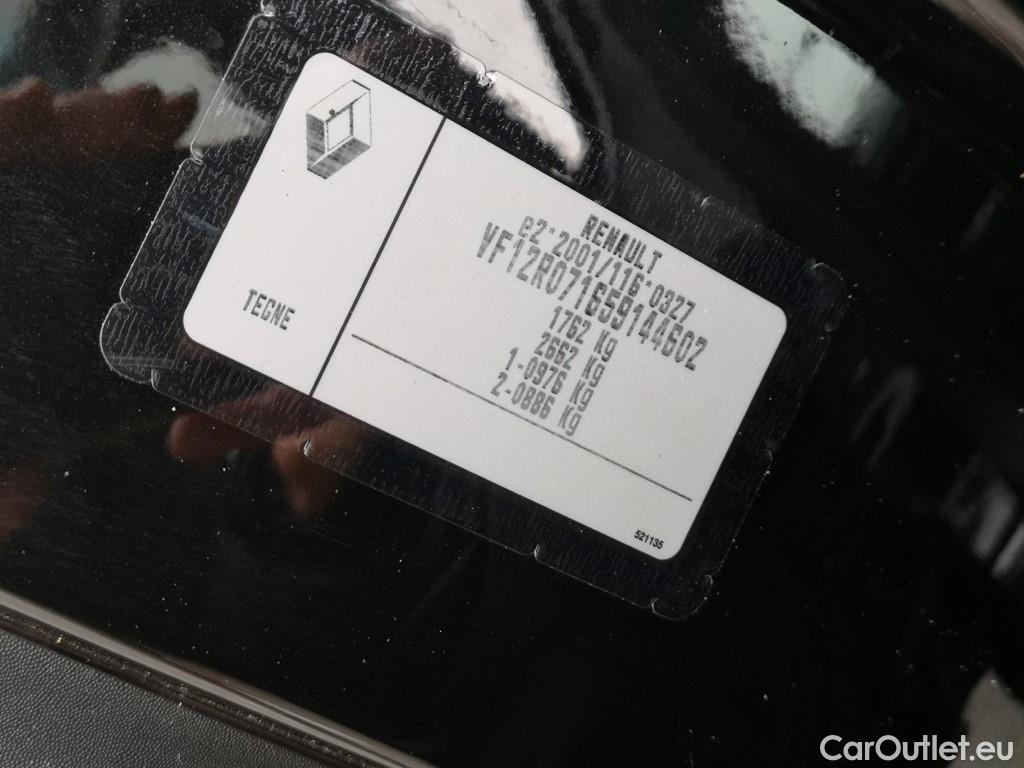 RENAULT
e2*2001/116*0327
VF1ZR071659144602
1762 Kg
2662 Kg
1-0976 Kg
2-0886 Kg
TEGNE
521135
CarOutlet.eu